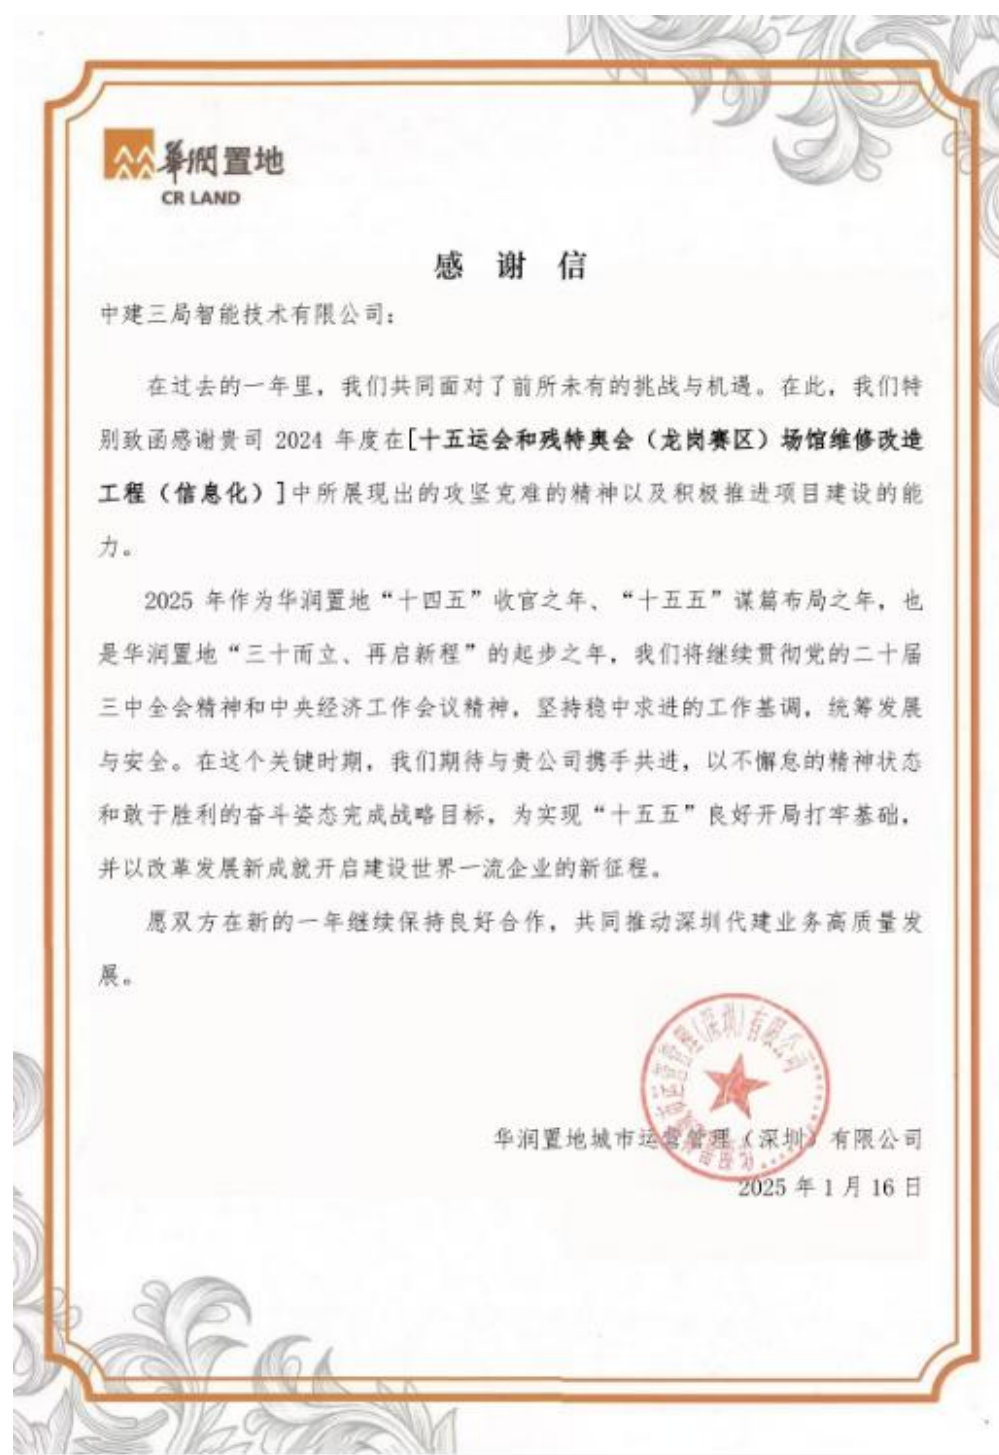 華润置地
CR LAND
感 谢 信
中建三局智能技术有限公司:
在过去的一年里，我们共同面对了前所未有的挑战与机遇。在此，我们特
别致函感谢贵司 2024 年度在[十五运会和残特奥会（龙岗赛区）场馆维修改造
工程（信息化）]中所展现出的攻坚克难的精神以及积极推进项目建设的能
力。
2025 年作为华润置地“十四五”收官之年、“十五五”谋篇布局之年，也
是华润置地“三十而立、再启新程”的起步之年，我们将继续贯彻党的二十届
三中全会精神和中央经济工作会议精神，坚持稳中求进的工作基调，统筹发展
与安全。在这个关键时期，我们期待与贵公司携手共进，以不懈怠的精神状态
和敢于胜利的奋斗姿态完成战略目标，为实现“十五五”良好开局打牢基础，
并以改革发展新成就开启建设世界一流企业的新征程。
愿双方在新的一年继续保持良好合作，共同推动深圳代建业务高质量发
展。
华润置地城市运营管理（深圳）有限公司
2025 年 1 月 16 日